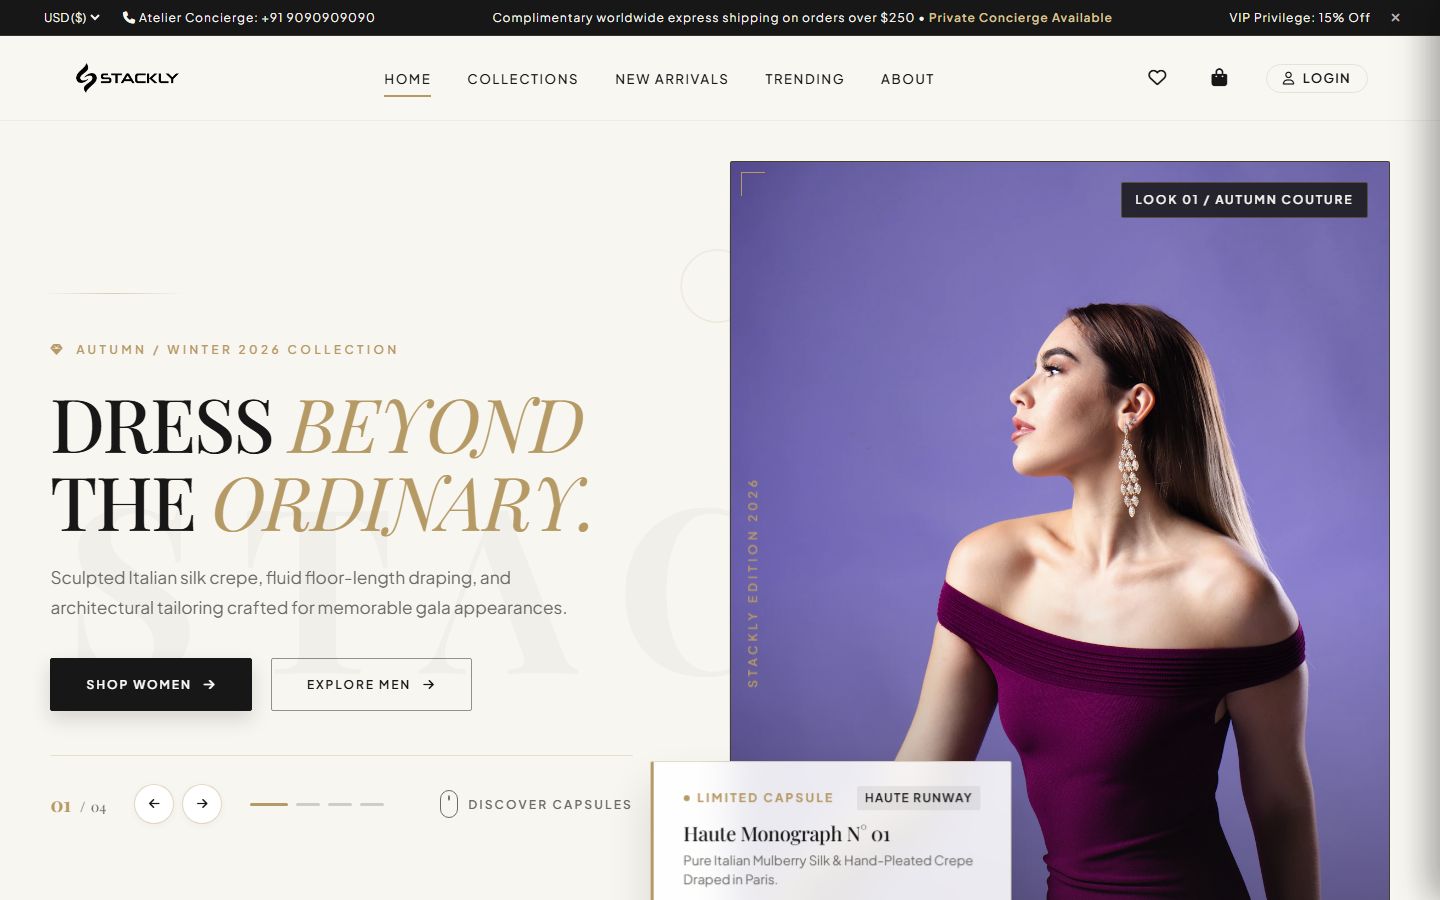 USD($)
Atelier Concierge: +91 9090909090
Complimentary worldwide express shipping on orders over $250 • Private Concierge Available
VIP Privilege: 15% Off ×
STACKLY
HOME COLLECTIONS NEW ARRIVALS TRENDING ABOUT
LOGIN
LOOK 01 / AUTUMN COUTURE
AUTUMN / WINTER 2026 COLLECTION
DRESS BEYOND
THE ORDINARY.
STAC
Sculpted Italian silk crepe, fluid floor-length draping, and
architectural tailoring crafted for memorable gala appearances.
SHOP WOMEN →
EXPLORE MEN →
01 / 04
← →
DISCOVER CAPSULES
STACKLY EDITION 2026
• LIMITED CAPSULE
HAUTE RUNWAY
Haute Monograph N° 01
Pure Italian Mulberry Silk & Hand-Pleated Crepe
Draped in Paris.